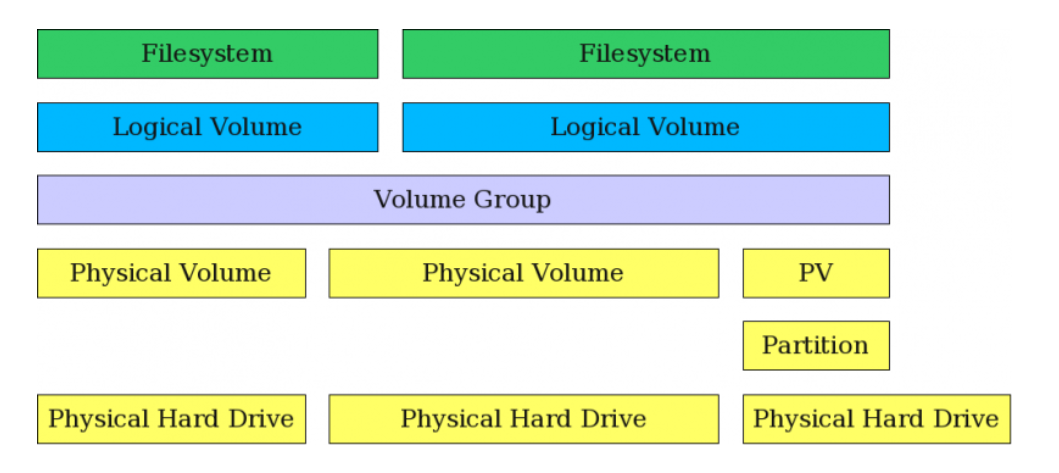 Filesystem Filesystem
Logical Volume Logical Volume
Volume Group
Physical Volume Physical Volume PV
Partition
Physical Hard Drive Physical Hard Drive Physical Hard Drive